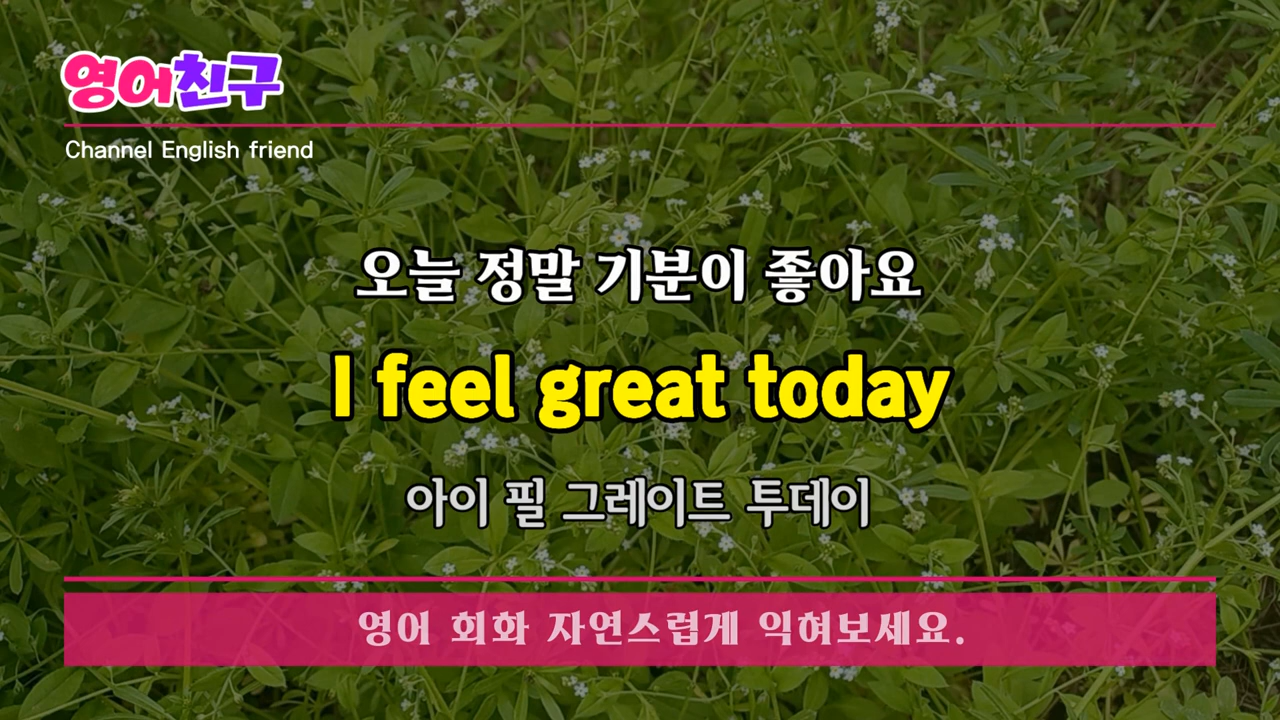 영어친구
Channel English friend
오늘 정말 기분이 좋아요
I feel great today
아이 필 그레이트 투데이
영어 회화 자연스럽게 익혀보세요.